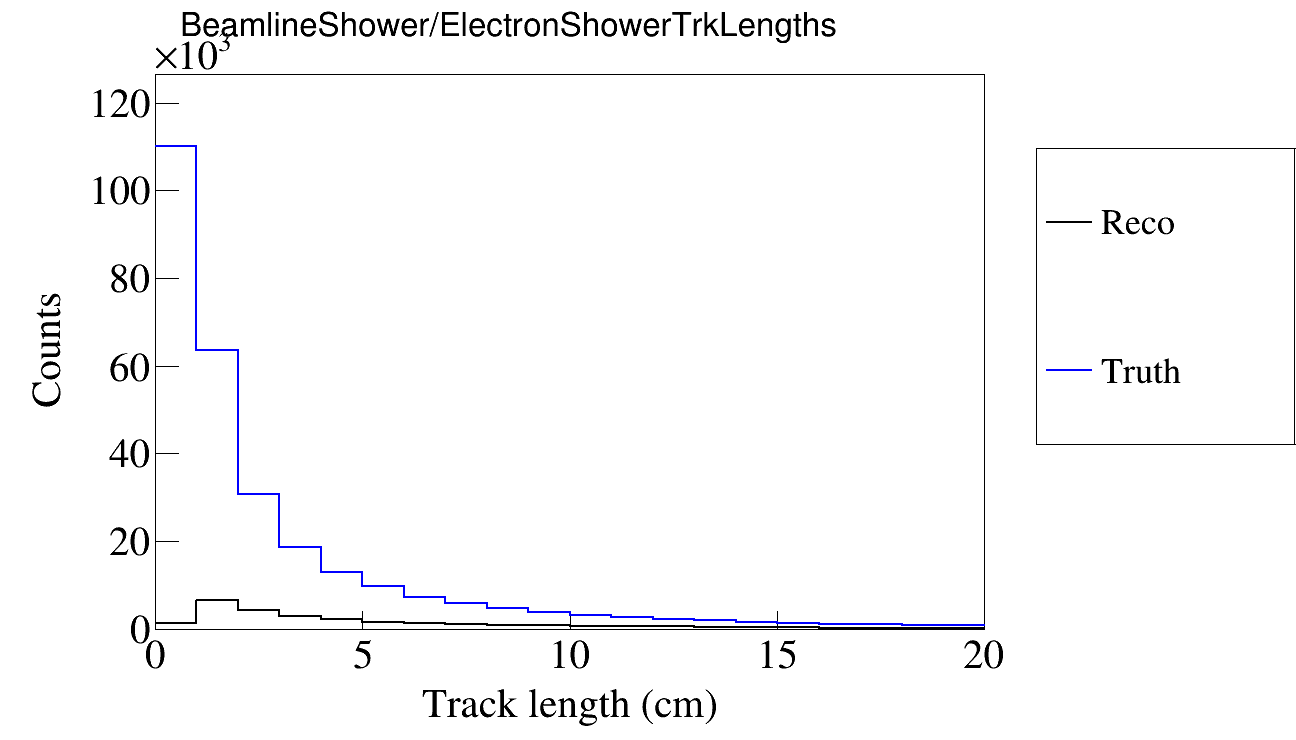 BeamlineShower/ElectronShowerTrkLengths
×10³
120
100
80
60
40
20
0
0 5 10 15 20
Counts
Track length (cm)
Reco
Truth